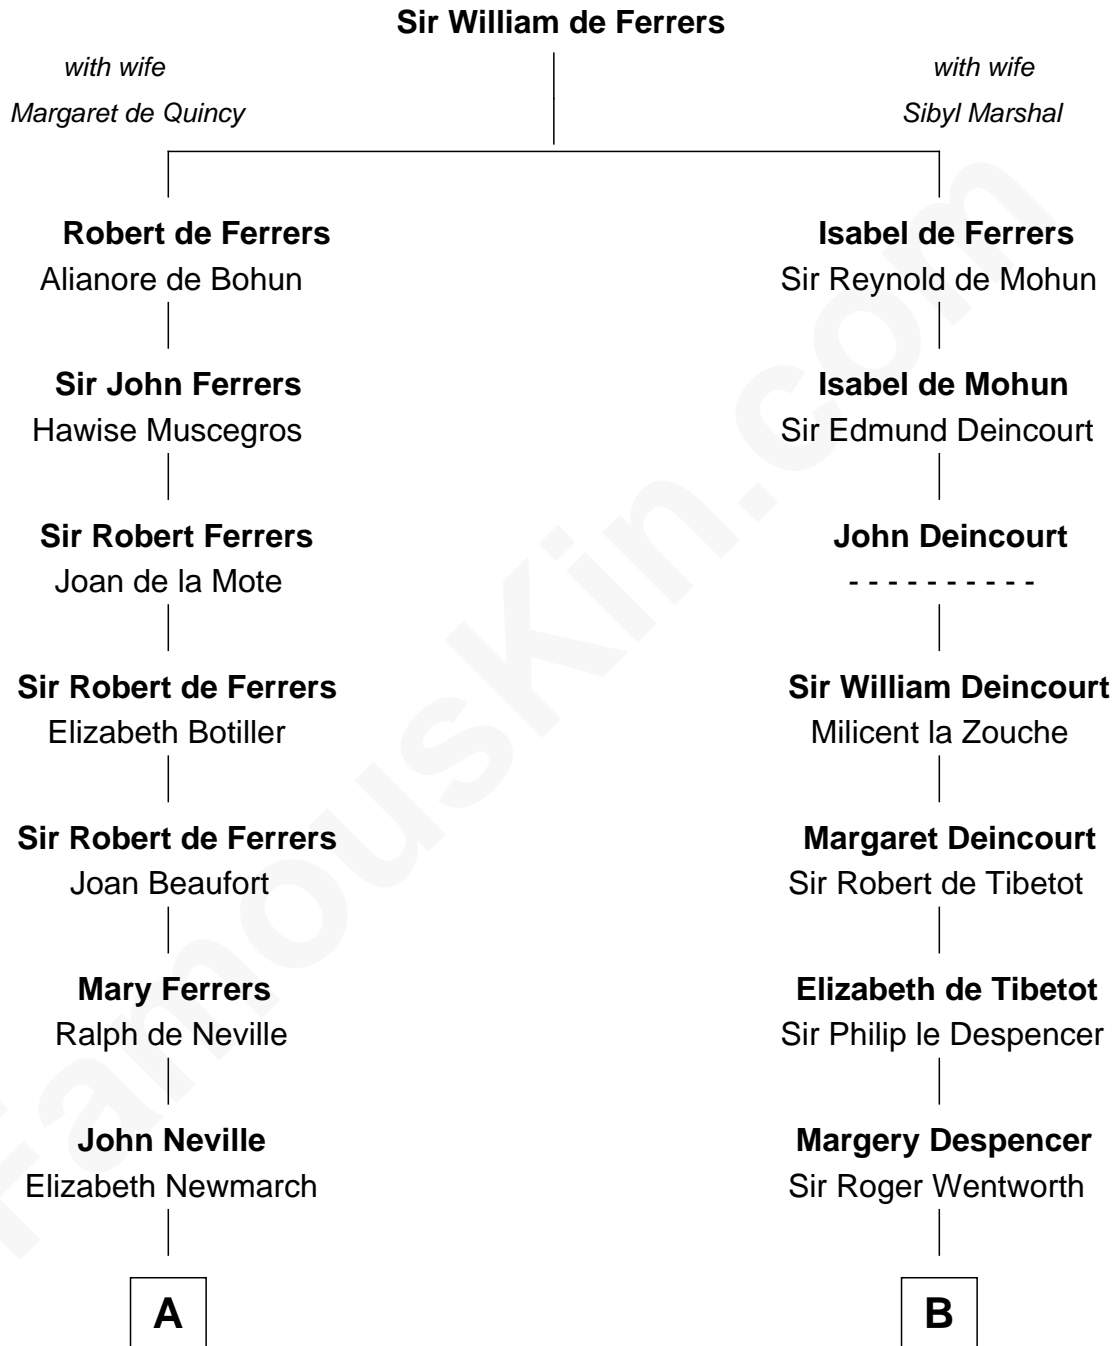 Sir William de Ferrers
with wife
Margaret de Quincy
with wife
Sibyl Marshal
Robert de Ferrers
Alianore de Bohun
Isabel de Ferrers
Sir Reynold de Mohun
Sir John Ferrers
Hawise Muscegros
Isabel de Mohun
Sir Edmund Deincourt
Sir Robert Ferrers
Joan de la Mote
John Deincourt
- - - - - - - - - -
Sir Robert de Ferrers
Elizabeth Botiller
Sir William Deincourt
Milicent la Zouche
Sir Robert de Ferrers
Joan Beaufort
Margaret Deincourt
Sir Robert de Tibetot
Mary Ferrers
Ralph de Neville
Elizabeth de Tibetot
Sir Philip le Despencer
John Neville
Elizabeth Newmarch
Margery Despencer
Sir Roger Wentworth
A
B
FamousKin.com